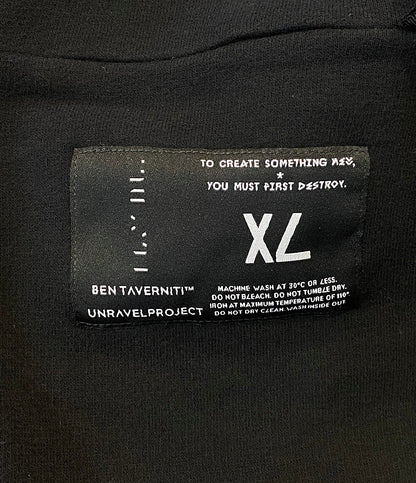 TO CREATE SOMETHING NEW,
*
YOU MUST FIRST DESTROY.
XL
BEN TAVERNITI™
UNRAVELPROJECT
MACHINE WASH AT 30°C OR LESS.
DO NOT BLEACH. DO NOT TUMBLE DRY.
IRON AT MAXIMUM TEMPERATURE OF 110°
DO NOT DRY CLEAN. WASH INSIDE OUT